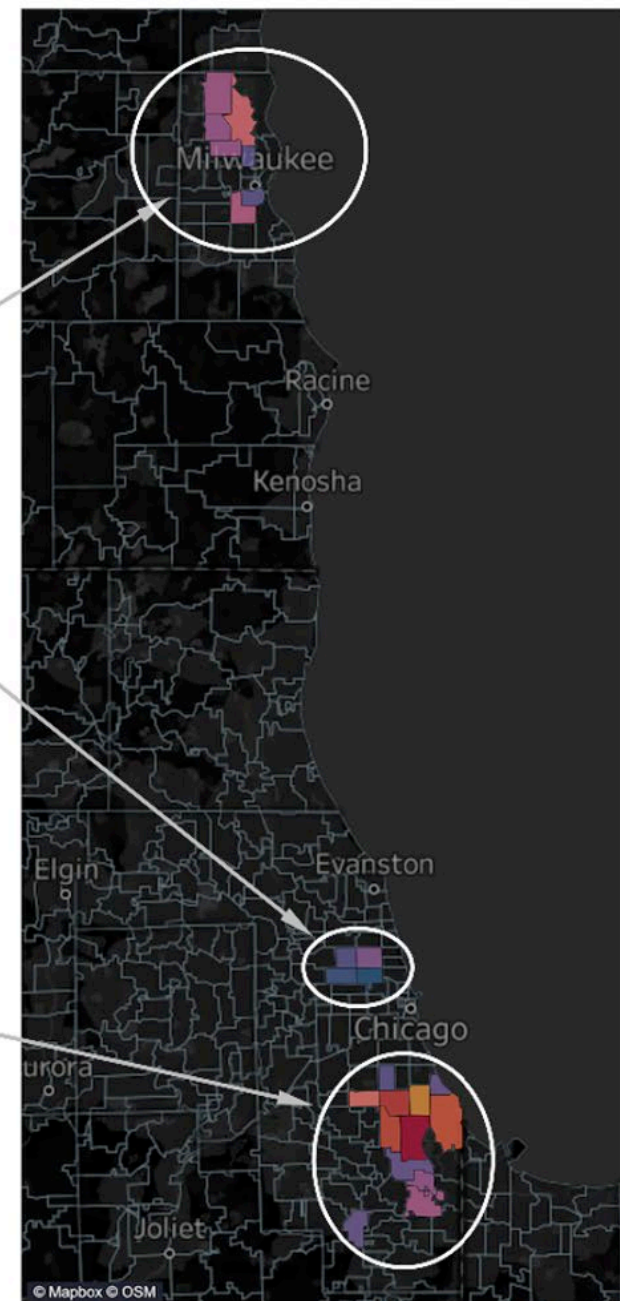 Milwaukee
Racine
Kenosha
Elgin
Evanston
Chicago
urora
Joliet
© Mapbox © OSM